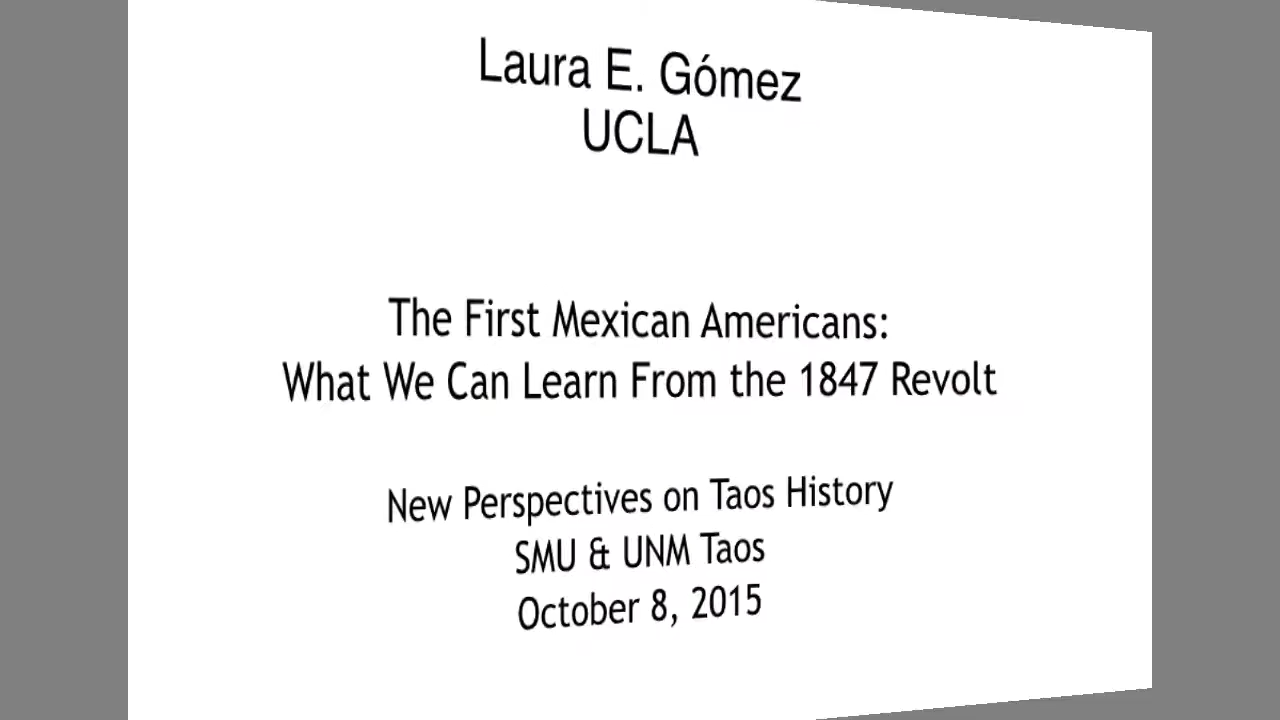 Laura E. Gómez
UCLA
The First Mexican Americans:
What We Can Learn From the 1847 Revolt
New Perspectives on Taos History
SMU & UNM Taos
October 8, 2015